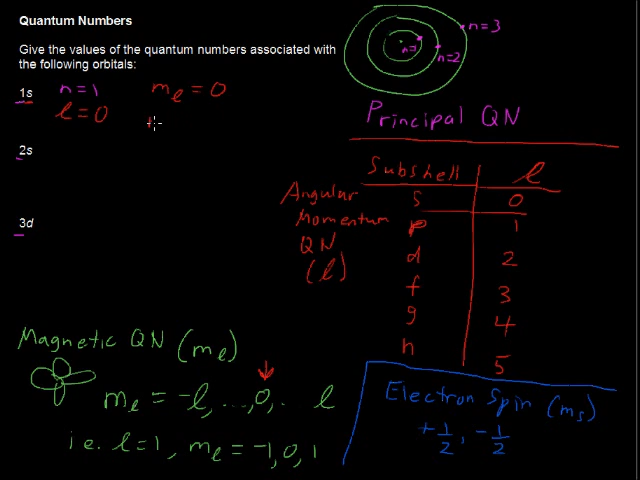 Quantum Numbers
Give the values of the quantum numbers associated with
the following orbitals:
1s n = 1 mℓ = 0
ℓ = 0
2s
3d
n=1 n=2 n=3
Principal QN
Subshell ℓ
Angular
Momentum
QN
(ℓ)
s 0
p 1
d 2
f 3
g 4
h 5
Magnetic QN (mℓ)
mℓ = -ℓ, ..., 0, .. ℓ
i.e. ℓ=1, mℓ = -1, 0, 1
Electron Spin (ms)
+1/2, -1/2